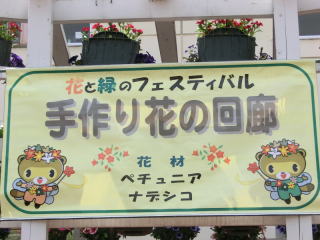 花と緑のフェスティバル
手作り花の回廊
花材
ペチュニア
ナデシコ